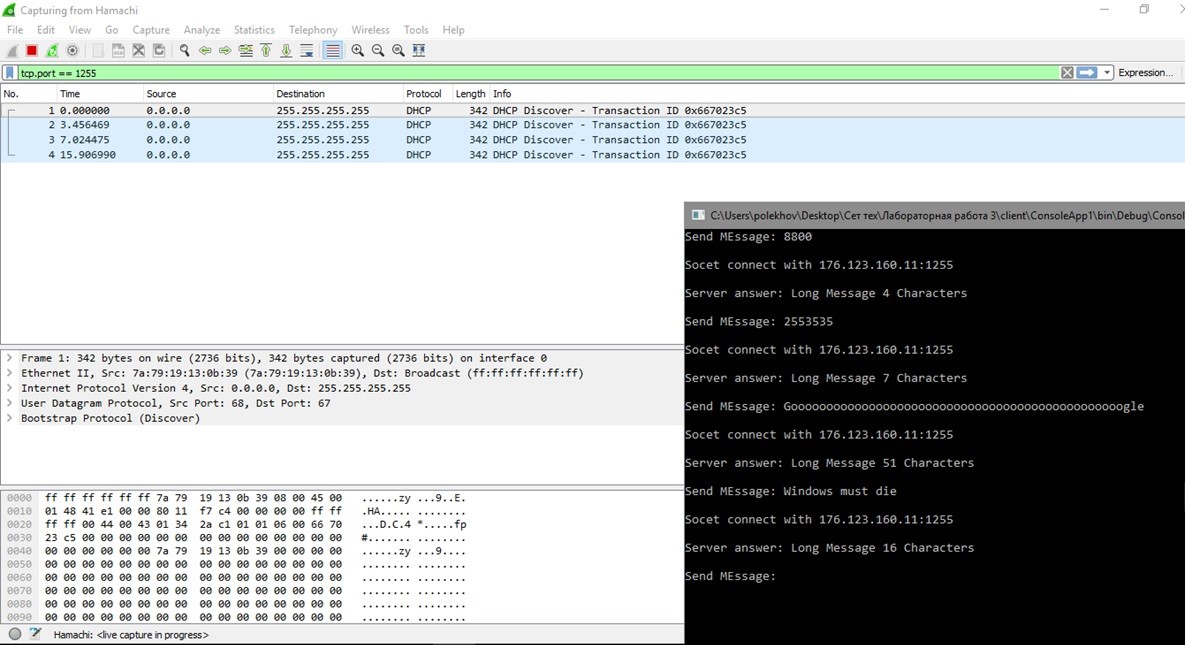 Capturing from Hamachi
File Edit View Go Capture Analyze Statistics Telephony Wireless Tools Help
tcp.port == 1255
Expression...
No. Time Source Destination Protocol Length Info
1 0.000000 0.0.0.0 255.255.255.255 DHCP 342 DHCP Discover - Transaction ID 0x667023c5
2 3.456469 0.0.0.0 255.255.255.255 DHCP 342 DHCP Discover - Transaction ID 0x667023c5
3 7.024475 0.0.0.0 255.255.255.255 DHCP 342 DHCP Discover - Transaction ID 0x667023c5
4 15.906990 0.0.0.0 255.255.255.255 DHCP 342 DHCP Discover - Transaction ID 0x667023c5
C:\Users\polekhov\Desktop\Сет тех\Лабораторная работа 3\client\ConsoleApp1\bin\Debug\Consol
Send MEssage: 8800
Socet connect with 176.123.160.11:1255
Server answer: Long Message 4 Characters
Send MEssage: 2553535
Socet connect with 176.123.160.11:1255
Server answer: Long Message 7 Characters
Send MEssage: Gooooooooooooooooooooooooooooooooooooooooooooooogle
Socet connect with 176.123.160.11:1255
Server answer: Long Message 51 Characters
Send MEssage: Windows must die
Socet connect with 176.123.160.11:1255
Server answer: Long Message 16 Characters
Send MEssage:
Frame 1: 342 bytes on wire (2736 bits), 342 bytes captured (2736 bits) on interface 0
Ethernet II, Src: 7a:79:19:13:0b:39 (7a:79:19:13:0b:39), Dst: Broadcast (ff:ff:ff:ff:ff:ff)
Internet Protocol Version 4, Src: 0.0.0.0, Dst: 255.255.255.255
User Datagram Protocol, Src Port: 68, Dst Port: 67
Bootstrap Protocol (Discover)
0000 ff ff ff ff ff ff 7a 79 19 13 0b 39 08 00 45 00 ......zy ...9..E.
0010 01 48 41 e1 00 00 80 11 f7 c4 00 00 00 00 ff ff .HA..... ........
0020 ff ff 00 44 00 43 01 34 2a c1 01 01 06 00 66 70 ...D.C.4 *.....fp
0030 23 c5 00 00 00 00 00 00 00 00 00 00 00 00 00 00 #....... ........
0040 00 00 00 00 00 00 7a 79 19 13 0b 39 00 00 00 00 ......zy ...9....
0050 00 00 00 00 00 00 00 00 00 00 00 00 00 00 00 00 ........ ........
0060 00 00 00 00 00 00 00 00 00 00 00 00 00 00 00 00 ........ ........
0070 00 00 00 00 00 00 00 00 00 00 00 00 00 00 00 00 ........ ........
0080 00 00 00 00 00 00 00 00 00 00 00 00 00 00 00 00 ........ ........
0090 00 00 00 00 00 00 00 00 00 00 00 00 00 00 00 00 ........ ........
Hamachi: <live capture in progress>